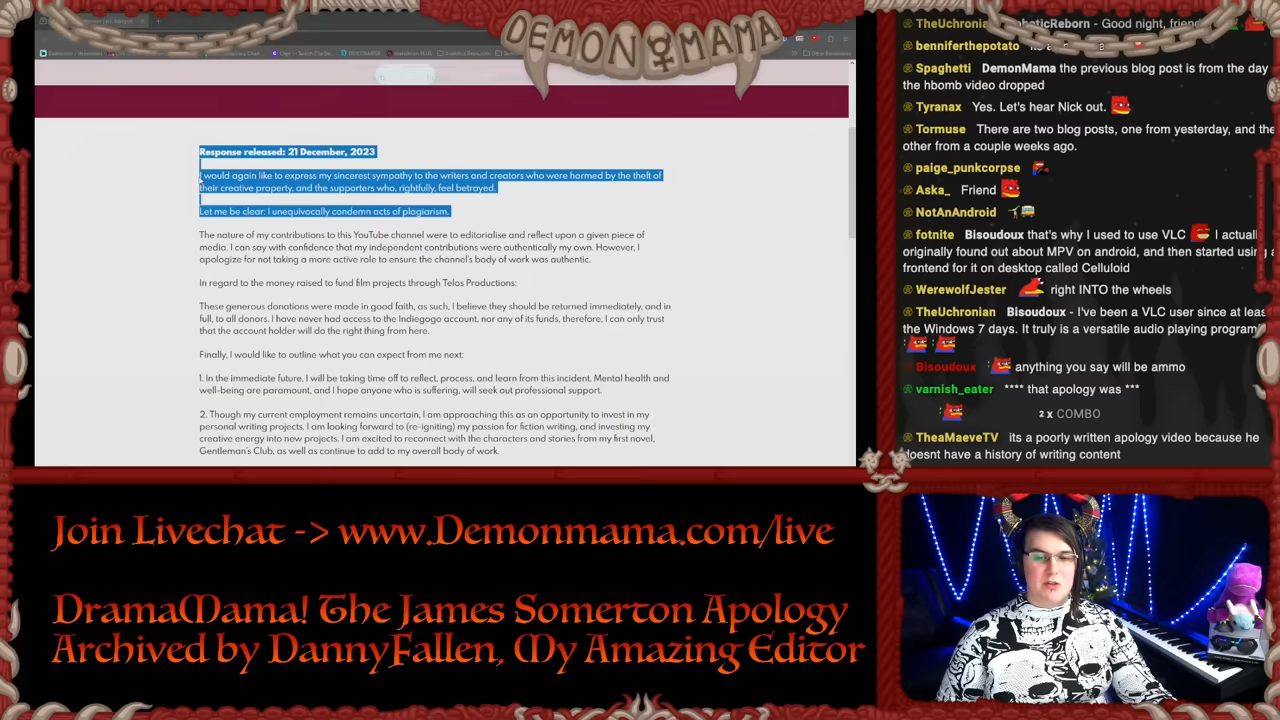 DEMON MAMA
Other Bookmarks
Response released: 21 December, 2023
I would again like to express my sincerest sympathy to the writers and creators who were harmed by the theft of
their creative property, and the supporters who, rightfully, feel betrayed.
Let me be clear: I unequivocally condemn acts of plagiarism.
The nature of my contributions to this YouTube channel were to editorialise and reflect upon a given piece of
media. I can say with confidence that my independent contributions were authentically my own. However, I
apologize for not taking a more active role to ensure the channel's body of work was authentic.
In regard to the money raised to fund film projects through Telos Productions:
These generous donations were made in good faith, as such, I believe they should be returned immediately, and in
full, to all donors. I have never had access to the Indiegogo account, nor any of its funds, therefore, I can only trust
that the account holder will do the right thing from here.
Finally, I would like to outline what you can expect from me next:
1. In the immediate future, I will be taking time off to reflect, process, and learn from this incident. Mental health and
well-being are paramount, and I hope anyone who is suffering, will seek out professional support.
2. Though my current employment remains uncertain, I am approaching this as an opportunity to invest in my
personal writing projects. I am looking forward to (re-igniting) my passion for fiction writing, and investing my
creative energy into new projects. I am excited to reconnect with the characters and stories from my first novel,
Gentleman's Club, as well as continue to add to my overall body of work.
TheUchronia beticReborn - Good night, friend
benniferthepotato
Spaghetti DemonMama the previous blog post is from the day
the hbomb video dropped
Tyranax Yes. Let's hear Nick out.
Tormuse There are two blog posts, one from yesterday, and the
other from a couple weeks ago.
paige_punkcorpse
Aska_ Friend
NotAnAndroid
fotnite Bisoudoux that's why I used to use VLC I actuall
originally found out about MPV on android, and then started using a
frontend for it on desktop called Celluloid
WerewolfJester right INTO the wheels
TheUchronian Bisoudoux - I've been a VLC user since at leas
the Windows 7 days. It truly is a versatile audio playing program
Bisoudoux anything you say will be ammo
varnish_eater **** that apology was ***
2 x COMBO
TheaMaeveTV its a poorly written apology video because he
doesnt have a history of writing content
Join Livechat -> www.Demonmama.com/live
DramaMama! The James Somerton Apology
Archived by DannyFallen, My Amazing Editor